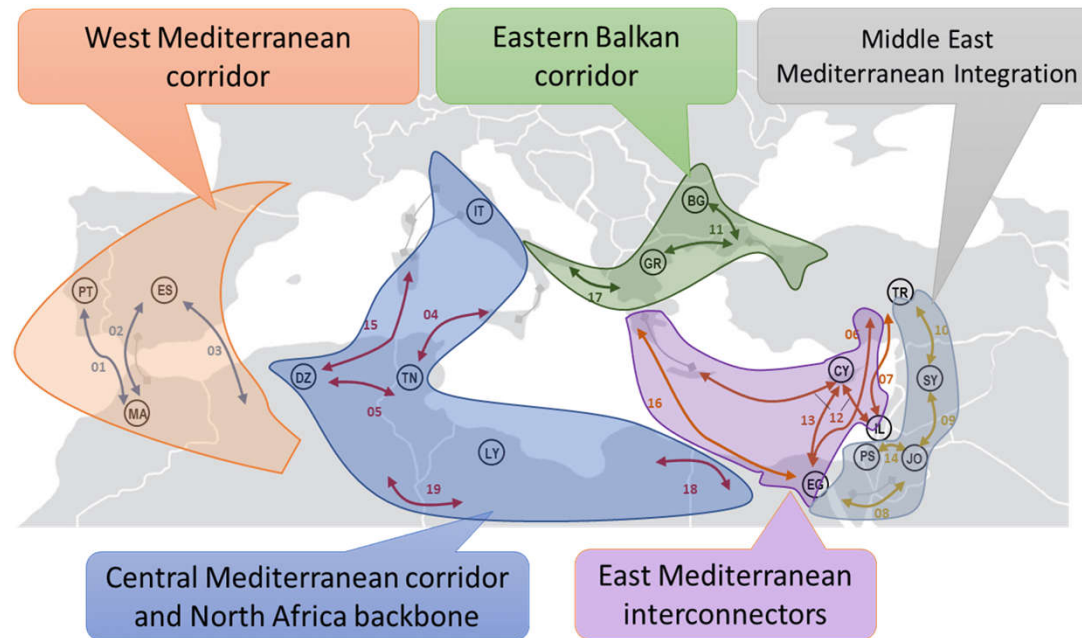 West Mediterranean
corridor
Eastern Balkan
corridor
Middle East
Mediterranean Integration
IT
BG
11
GR
17
PT
ES
02
03
01
MA
15
04
DZ
TN
05
LY
19
18
TR
06
10
CY
07
SY
16
13
12
09
IL
PS
14
JO
EG
08
Central Mediterranean corridor
and North Africa backbone
East Mediterranean
interconnectors